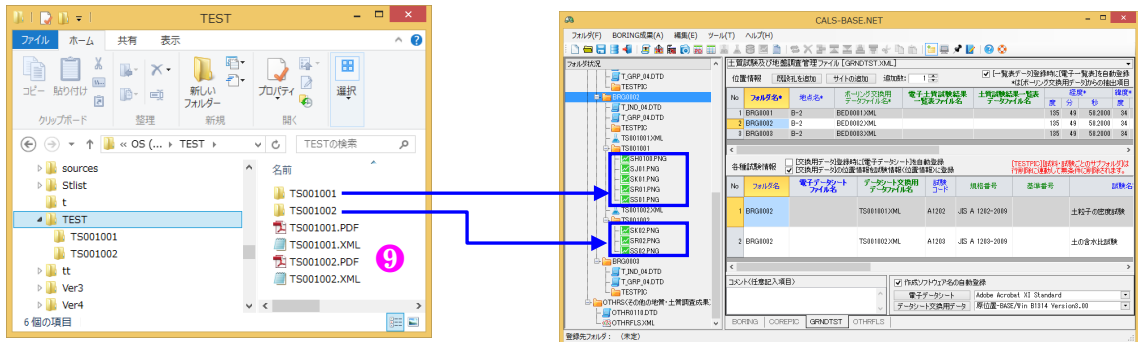 TEST
ファイル ホーム 共有 表示
コピー 貼り付け 新しいフォルダー プロパティ 選択
クリップボード 整理 新規 開く
« OS (... › TEST › TESTの検索
sources
Stlist
t
TEST
TS001001
TS001002
tt
Ver3
Ver4
名前
TS001001
TS001002
TS001001.PDF
TS001001.XML
TS001002.PDF
TS001002.XML
9
6 個の項目
CALS-BASE.NET
フォルダ(F) BORING成果(A) 編集(E) ツール(T) ヘルプ(H)
フォルダ状況
T_GRP_04.DTD
TESTPIC
BRG0002
T_IND_04.DTD
T_GRP_04.DTD
TESTPIC
TS001001.XML
TS001001
SH0100.PNG
SJ01.PNG
SK01.PNG
SR01.PNG
SS01.PNG
TS001002.XML
TS001002
SK02.PNG
SR02.PNG
SS02.PNG
BRG0003
T_IND_04.DTD
T_GRP_04.DTD
TESTPIC
OTHRS(その他の地質・土質調査成果)
OTHR0110.DTD
OTHRFLS.XML
登録先フォルダ: (未定)
土質試験及び地盤調査管理ファイル [GRNDTST.XML]
位置情報 既孔を追加 サイトの追加 追加数: 1
[一覧表データ]登録時に[電子一覧表]を自動登録
*は[ボーリング交換用データ]からの抽出項目
No フォルダ名* 地点名* ボーリング交換用データファイル名* 電子土質試験結果一覧表ファイル名 土質試験結果一覧表データファイル名 経度* 度 分 秒 緯度* 度
1 BRG0001 B-2 BED0001.XML 135 49 58.2000 34
2 BRG0002 B-2 BED0002.XML 135 49 58.2000 34
3 BRG0003 B-2 BED0003.XML 135 49 58.2000 34
各種試験情報
[交換用データ]登録時に[電子データシート]を自動登録
[交換用データ]の位置情報を試験情報(位置情報)に登録
No フォルダ名 電子データシートファイル名 データシート交換用データファイル名 試験コード 規格番号 基準番号 試験名
1 BRG0002 TS001001.XML A1202 JIS A 1202-2009 土粒子の密度試験
2 BRG0002 TS001002.XML A1203 JIS A 1203-2009 土の含水比試験
コメント(任意記入項目)
作成ソフトウェア名の自動登録
電子データシート Adobe Acrobat XI Standard
データシート交換用データ 原位置-BASE/Win B1314 Version3.00
BORING COREPIC GRNDTST OTHRFLS